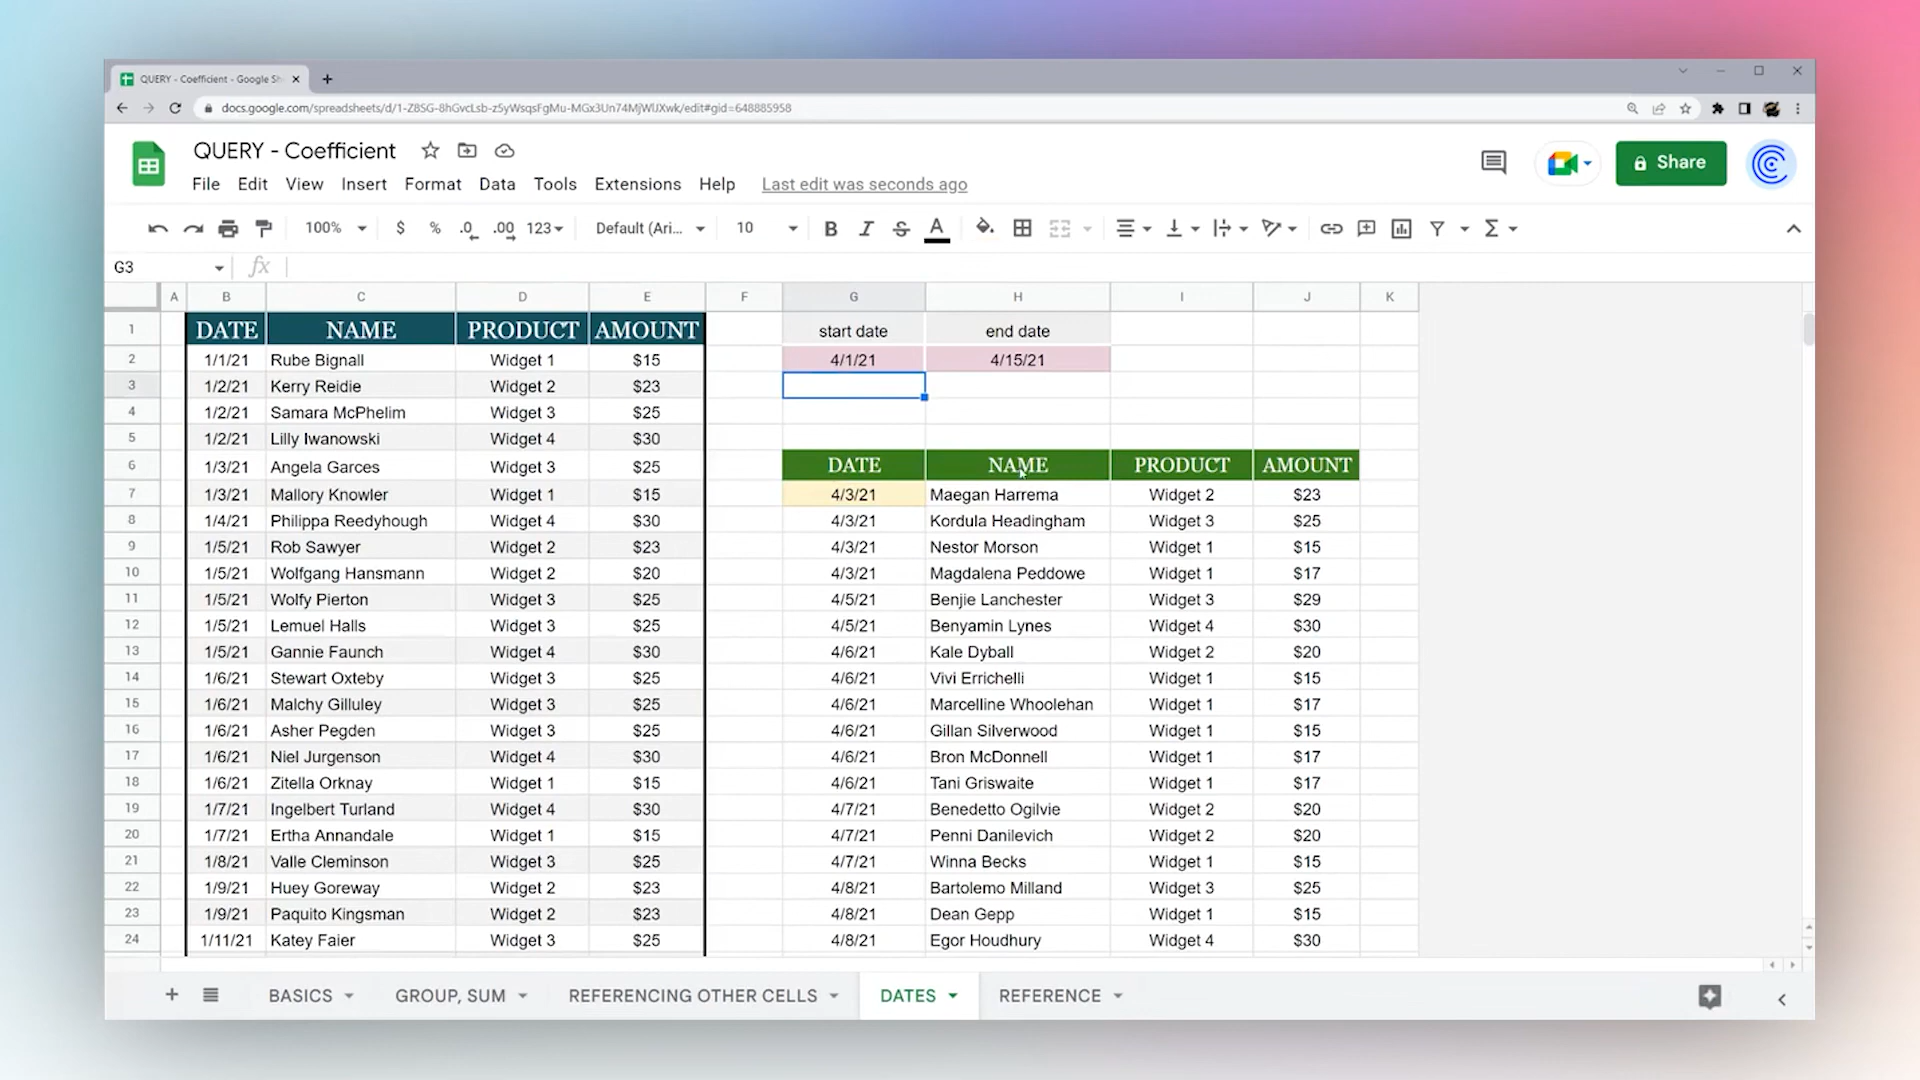 QUERY - Coefficient - Google Sh
docs.google.com/spreadsheets/d/1-Z8SG-8hGvcLsb-z5yWsqsFgMu-MGx3Un74MjWIJXwk/edit#gid=648885958
QUERY - Coefficient
File Edit View Insert Format Data Tools Extensions Help Last edit was seconds ago
Share
100% $ % .0 .00 123 Default (Ari... 10 B I S A Σ
G3 fx
A B C D E F G H I J K
1 DATE NAME PRODUCT AMOUNT start date end date
2 1/1/21 Rube Bignall Widget 1 $15 4/1/21 4/15/21
3 1/2/21 Kerry Reidie Widget 2 $23
4 1/2/21 Samara McPhelim Widget 3 $25
5 1/2/21 Lilly Iwanowski Widget 4 $30
6 1/3/21 Angela Garces Widget 3 $25 DATE NAME PRODUCT AMOUNT
7 1/3/21 Mallory Knowler Widget 1 $15 4/3/21 Maegan Harrema Widget 2 $23
8 1/4/21 Philippa Reedyhough Widget 4 $30 4/3/21 Kordula Headingham Widget 3 $25
9 1/5/21 Rob Sawyer Widget 2 $23 4/3/21 Nestor Morson Widget 1 $15
10 1/5/21 Wolfgang Hansmann Widget 2 $20 4/3/21 Magdalena Peddowe Widget 1 $17
11 1/5/21 Wolfy Pierton Widget 3 $25 4/5/21 Benjie Lanchester Widget 3 $29
12 1/5/21 Lemuel Halls Widget 3 $25 4/5/21 Benyamin Lynes Widget 4 $30
13 1/5/21 Gannie Faunch Widget 4 $30 4/6/21 Kale Dyball Widget 2 $20
14 1/6/21 Stewart Oxteby Widget 3 $25 4/6/21 Vivi Errichelli Widget 1 $15
15 1/6/21 Malchy Gilluley Widget 3 $25 4/6/21 Marcelline Whoolehan Widget 1 $17
16 1/6/21 Asher Pegden Widget 3 $25 4/6/21 Gillan Silverwood Widget 1 $15
17 1/6/21 Niel Jurgenson Widget 4 $30 4/6/21 Bron McDonnell Widget 1 $17
18 1/6/21 Zitella Orknay Widget 1 $15 4/6/21 Tani Griswaite Widget 1 $17
19 1/7/21 Ingelbert Turland Widget 4 $30 4/7/21 Benedetto Ogilvie Widget 2 $20
20 1/7/21 Ertha Annandale Widget 1 $15 4/7/21 Penni Danilevich Widget 2 $20
21 1/8/21 Valle Cleminson Widget 3 $25 4/7/21 Winna Becks Widget 1 $15
22 1/9/21 Huey Goreway Widget 2 $23 4/8/21 Bartolemo Milland Widget 3 $25
23 1/9/21 Paquito Kingsman Widget 2 $23 4/8/21 Dean Gepp Widget 1 $15
24 1/11/21 Katey Faier Widget 3 $25 4/8/21 Egor Houdhury Widget 4 $30
BASICS GROUP, SUM REFERENCING OTHER CELLS DATES REFERENCE